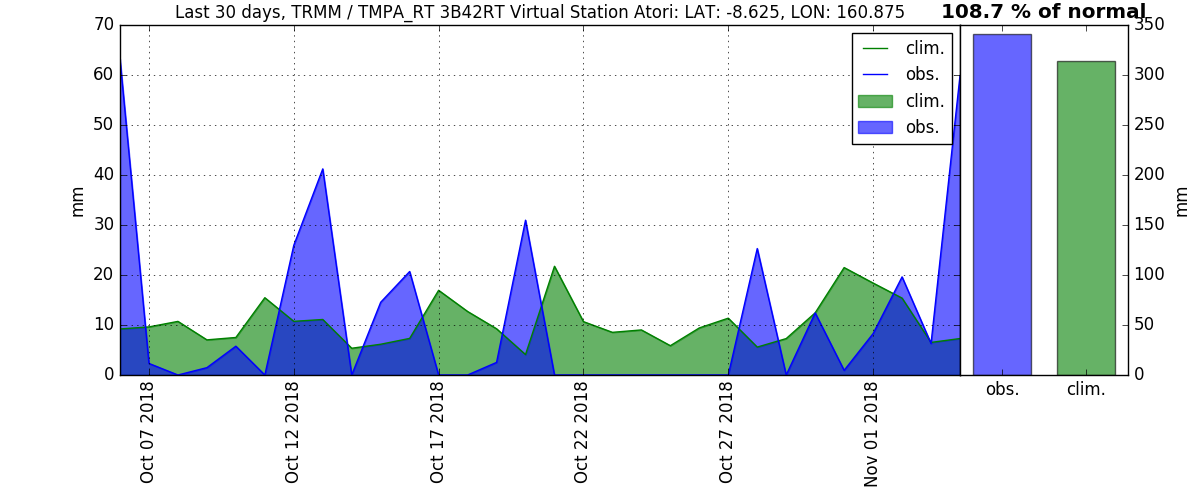 Last 30 days, TRMM / TMPA_RT 3B42RT Virtual Station Atori: LAT: -8.625, LON: 160.875
108.7 % of normal
70
60
50
40
30
20
10
0
mm
clim.
obs.
clim.
obs.
350
300
250
200
150
100
50
0
mm
obs.
clim.
Oct 07 2018
Oct 12 2018
Oct 17 2018
Oct 22 2018
Oct 27 2018
Nov 01 2018